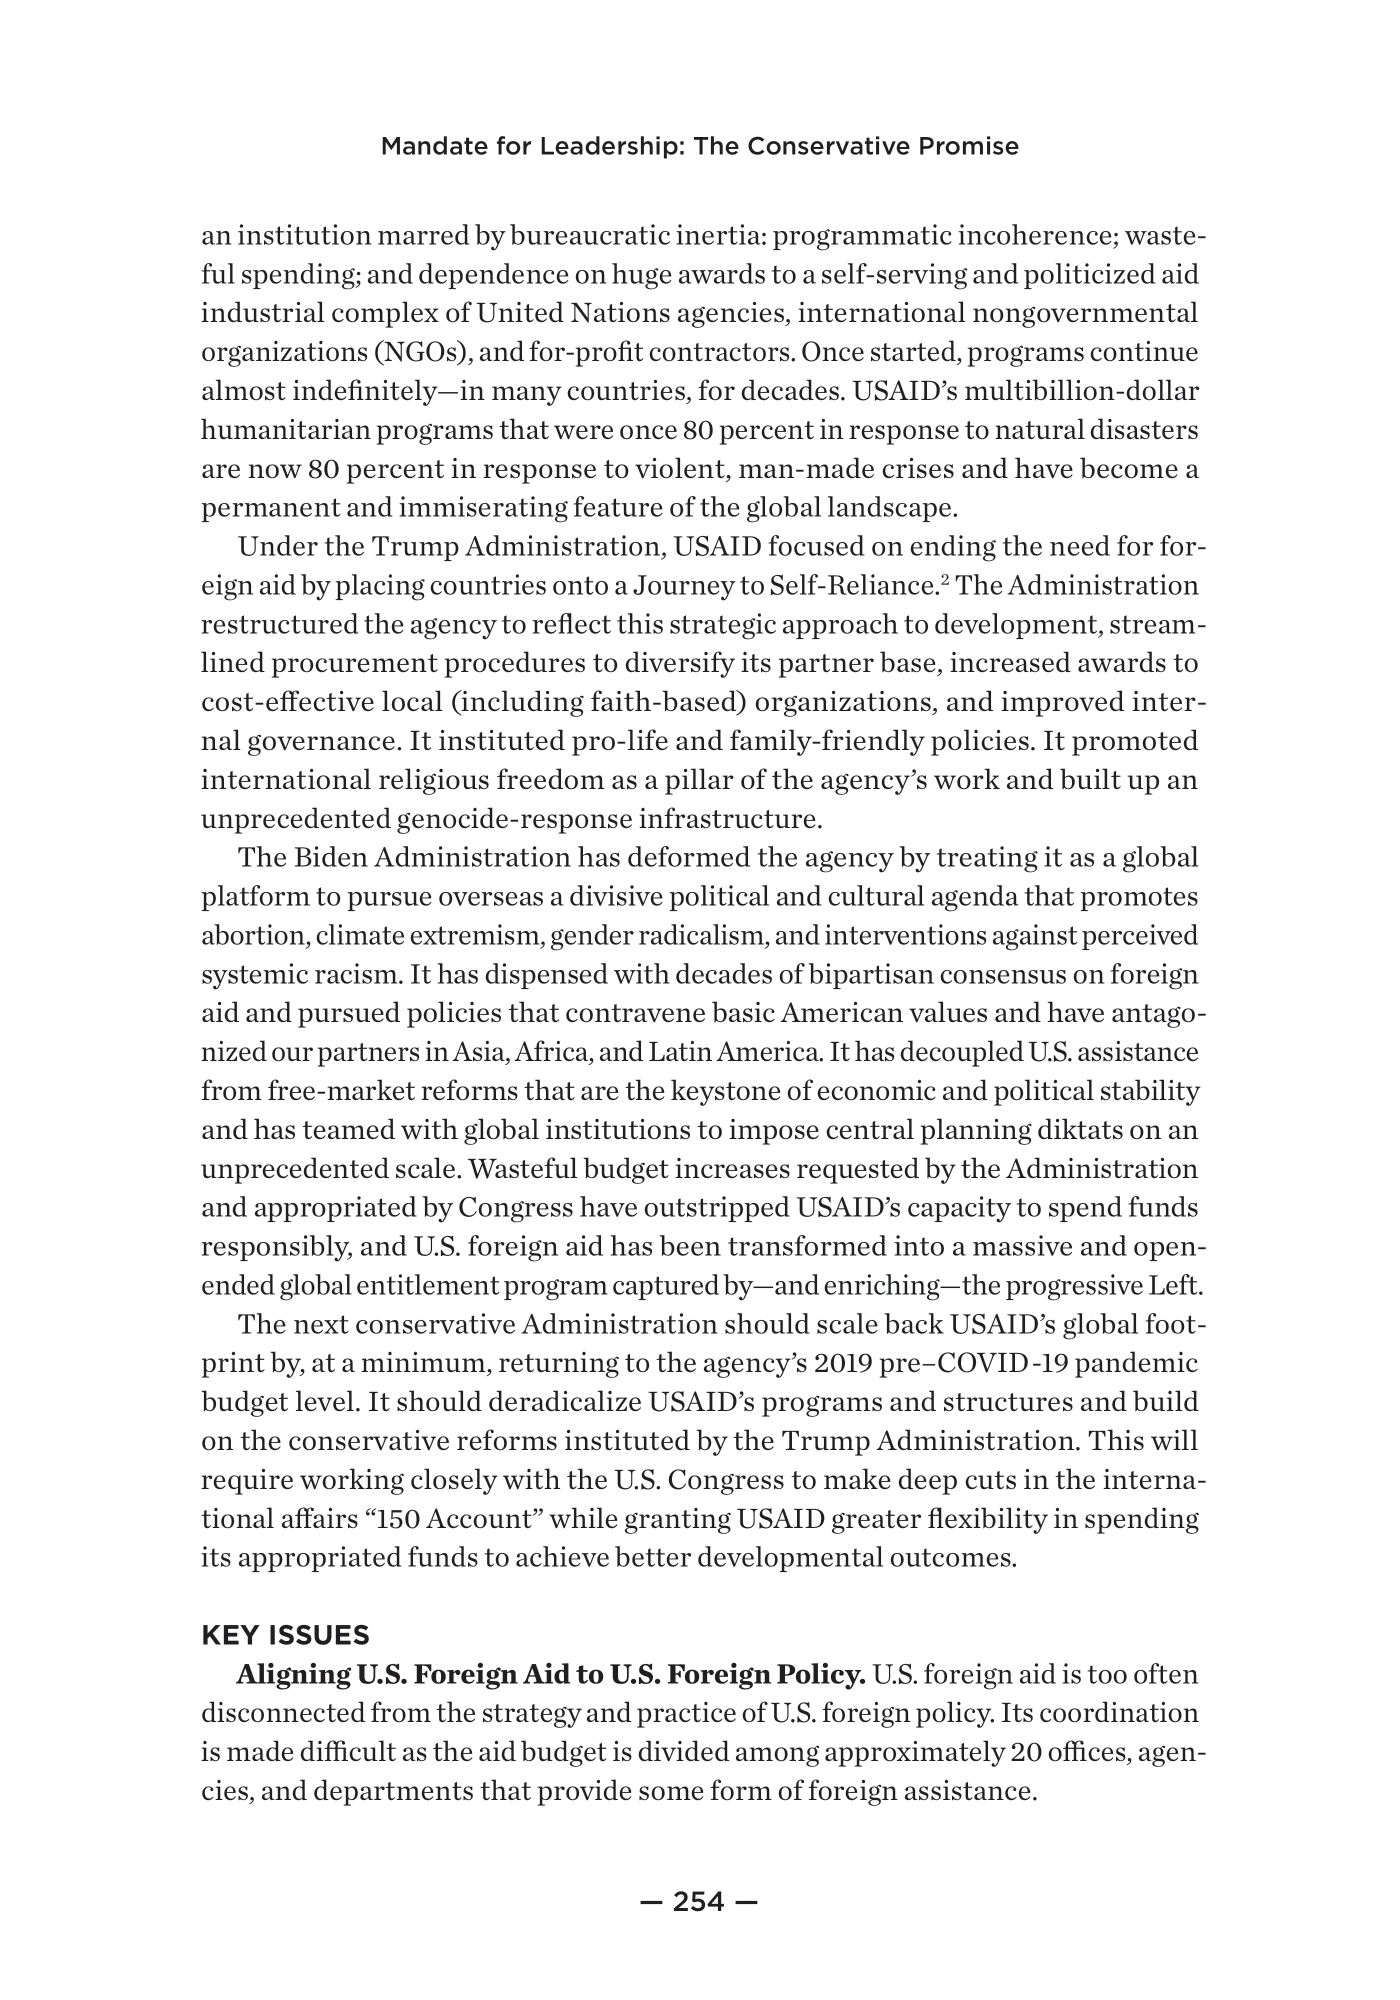 Mandate for Leadership: The Conservative Promise
an institution marred by bureaucratic inertia: programmatic incoherence; waste-
ful spending; and dependence on huge awards to a self-serving and politicized aid
industrial complex of United Nations agencies, international nongovernmental
organizations (NGOs), and for-profit contractors. Once started, programs continue
almost indefinitely—in many countries, for decades. USAID’s multibillion-dollar
humanitarian programs that were once 80 percent in response to natural disasters
are now 80 percent in response to violent, man-made crises and have become a
permanent and immiserating feature of the global landscape.
Under the Trump Administration, USAID focused on ending the need for for-
eign aid by placing countries onto a Journey to Self-Reliance.² The Administration
restructured the agency to reflect this strategic approach to development, stream-
lined procurement procedures to diversify its partner base, increased awards to
cost-effective local (including faith-based) organizations, and improved inter-
nal governance. It instituted pro-life and family-friendly policies. It promoted
international religious freedom as a pillar of the agency’s work and built up an
unprecedented genocide-response infrastructure.
The Biden Administration has deformed the agency by treating it as a global
platform to pursue overseas a divisive political and cultural agenda that promotes
abortion, climate extremism, gender radicalism, and interventions against perceived
systemic racism. It has dispensed with decades of bipartisan consensus on foreign
aid and pursued policies that contravene basic American values and have antago-
nized our partners in Asia, Africa, and Latin America. It has decoupled U.S. assistance
from free-market reforms that are the keystone of economic and political stability
and has teamed with global institutions to impose central planning diktats on an
unprecedented scale. Wasteful budget increases requested by the Administration
and appropriated by Congress have outstripped USAID’s capacity to spend funds
responsibly, and U.S. foreign aid has been transformed into a massive and open-
ended global entitlement program captured by—and enriching—the progressive Left.
The next conservative Administration should scale back USAID’s global foot-
print by, at a minimum, returning to the agency’s 2019 pre–COVID-19 pandemic
budget level. It should deradicalize USAID’s programs and structures and build
on the conservative reforms instituted by the Trump Administration. This will
require working closely with the U.S. Congress to make deep cuts in the interna-
tional affairs “150 Account” while granting USAID greater flexibility in spending
its appropriated funds to achieve better developmental outcomes.
KEY ISSUES
Aligning U.S. Foreign Aid to U.S. Foreign Policy. U.S. foreign aid is too often
disconnected from the strategy and practice of U.S. foreign policy. Its coordination
is made difficult as the aid budget is divided among approximately 20 offices, agen-
cies, and departments that provide some form of foreign assistance.
— 254 —